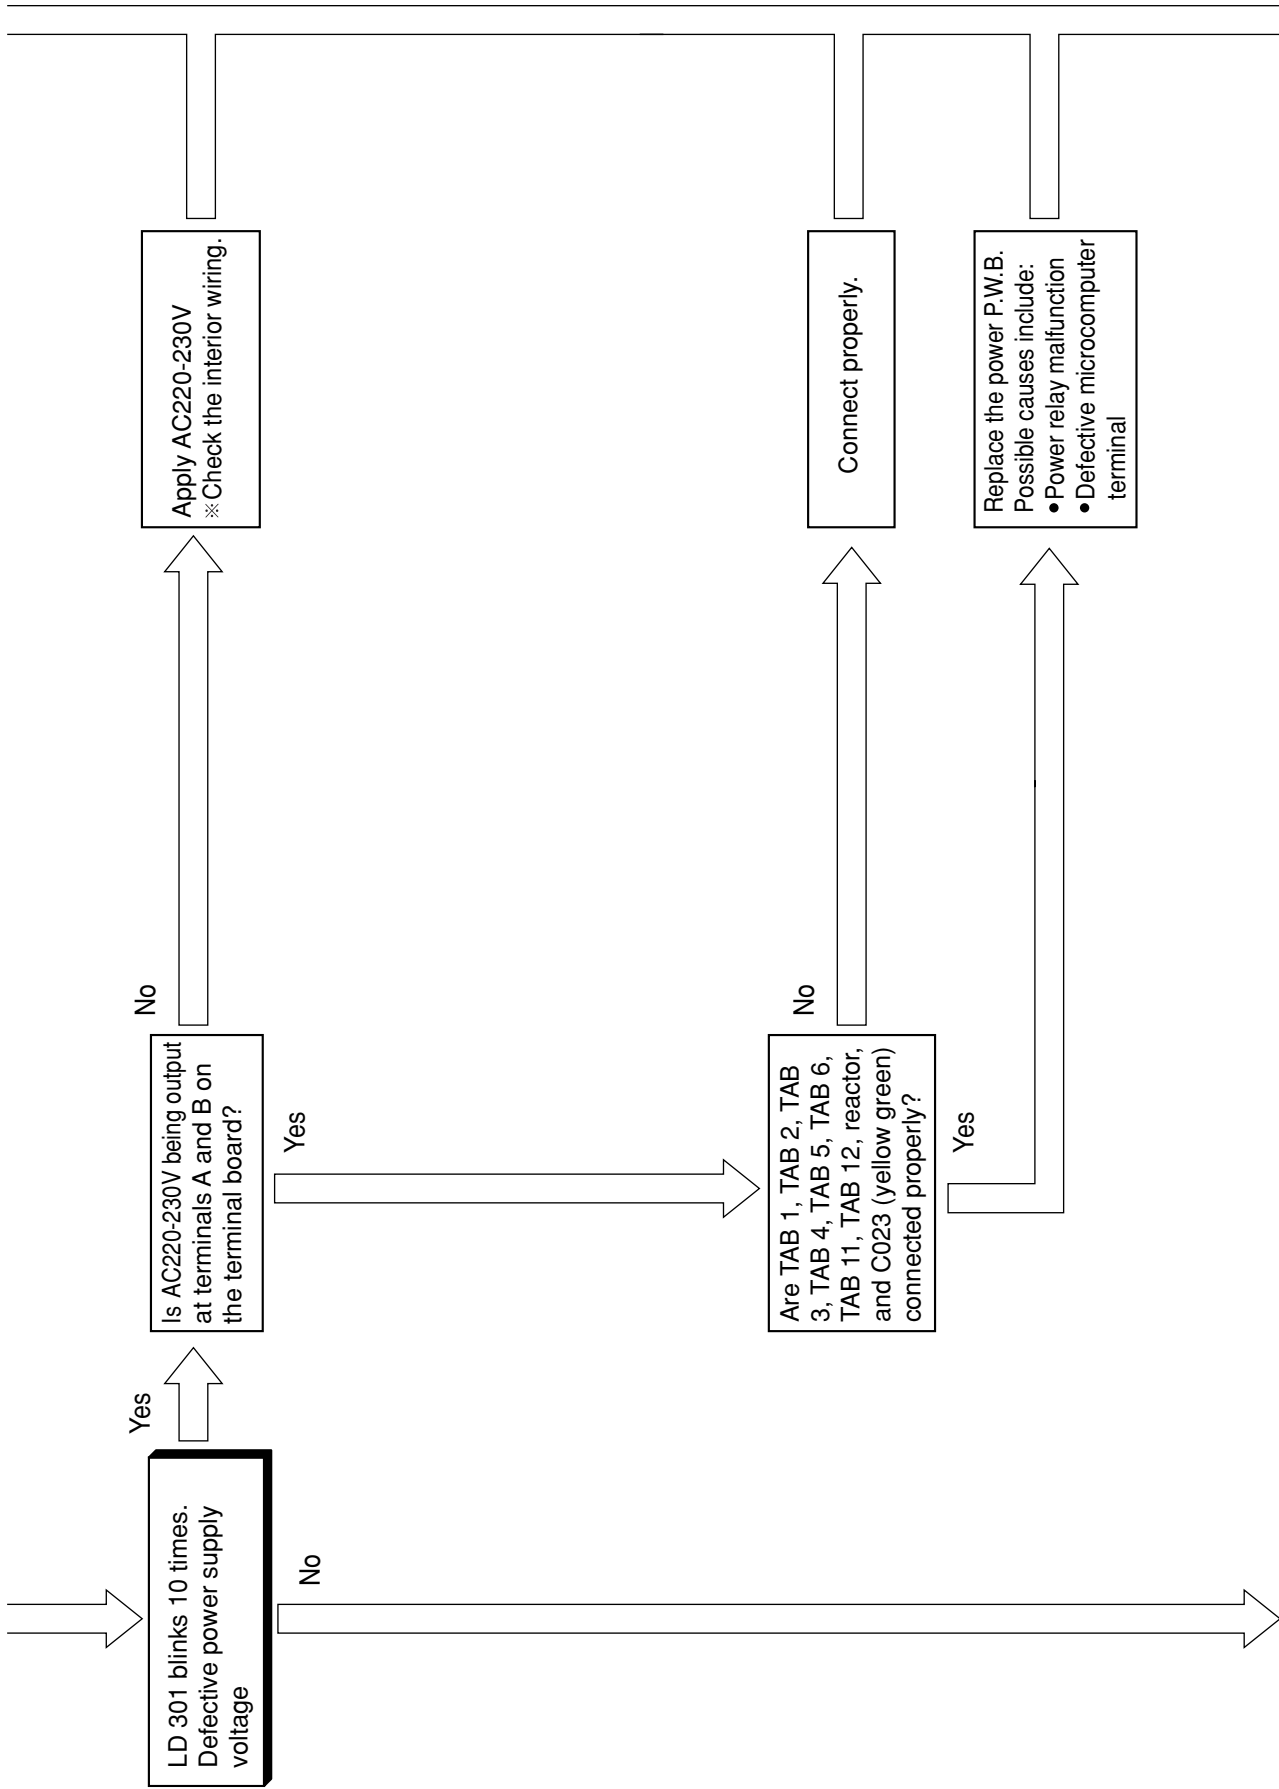 LD 301 blinks 10 times.
Defective power supply
voltage
Yes
No
Is AC220-230V being output
at terminals A and B on
the terminal board?
No
Yes
Apply AC220-230V
※Check the interior wiring.
Are TAB 1, TAB 2, TAB
3, TAB 4, TAB 5, TAB 6,
TAB 11, TAB 12, reactor,
and C023 (yellow green)
connected properly?
No
Yes
Connect properly.
Replace the power P.W.B.
Possible causes include:
•Power relay malfunction
•Defective microcomputer
terminal